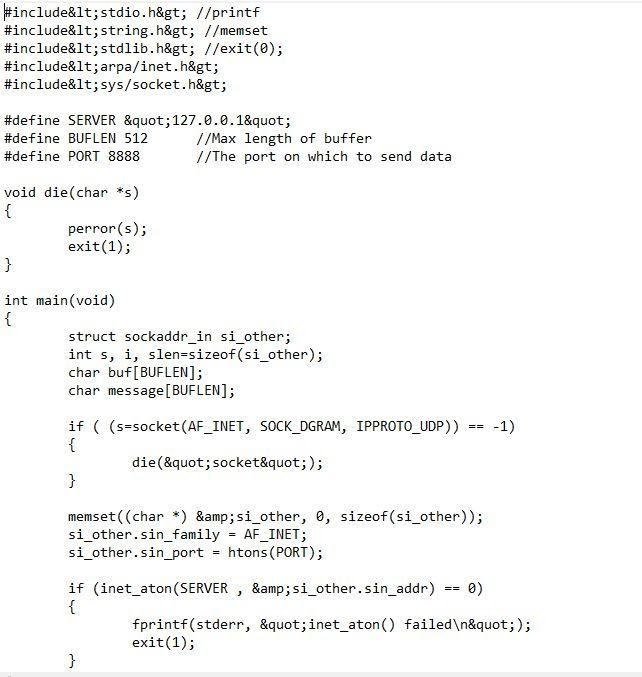 #include&lt;stdio.h&gt; //printf
#include&lt;string.h&gt; //memset
#include&lt;stdlib.h&gt; //exit(0);
#include&lt;arpa/inet.h&gt;
#include&lt;sys/socket.h&gt;

#define SERVER &quot;127.0.0.1&quot;
#define BUFLEN 512      //Max length of buffer
#define PORT 8888       //The port on which to send data

void die(char *s)
{
        perror(s);
        exit(1);
}

int main(void)
{
        struct sockaddr_in si_other;
        int s, i, slen=sizeof(si_other);
        char buf[BUFLEN];
        char message[BUFLEN];

        if ( (s=socket(AF_INET, SOCK_DGRAM, IPPROTO_UDP)) == -1)
        {
                die(&quot;socket&quot;);
        }

        memset((char *) &amp;si_other, 0, sizeof(si_other));
        si_other.sin_family = AF_INET;
        si_other.sin_port = htons(PORT);

        if (inet_aton(SERVER , &amp;si_other.sin_addr) == 0)
        {
                fprintf(stderr, &quot;inet_aton() failed\n&quot;);
                exit(1);
        }